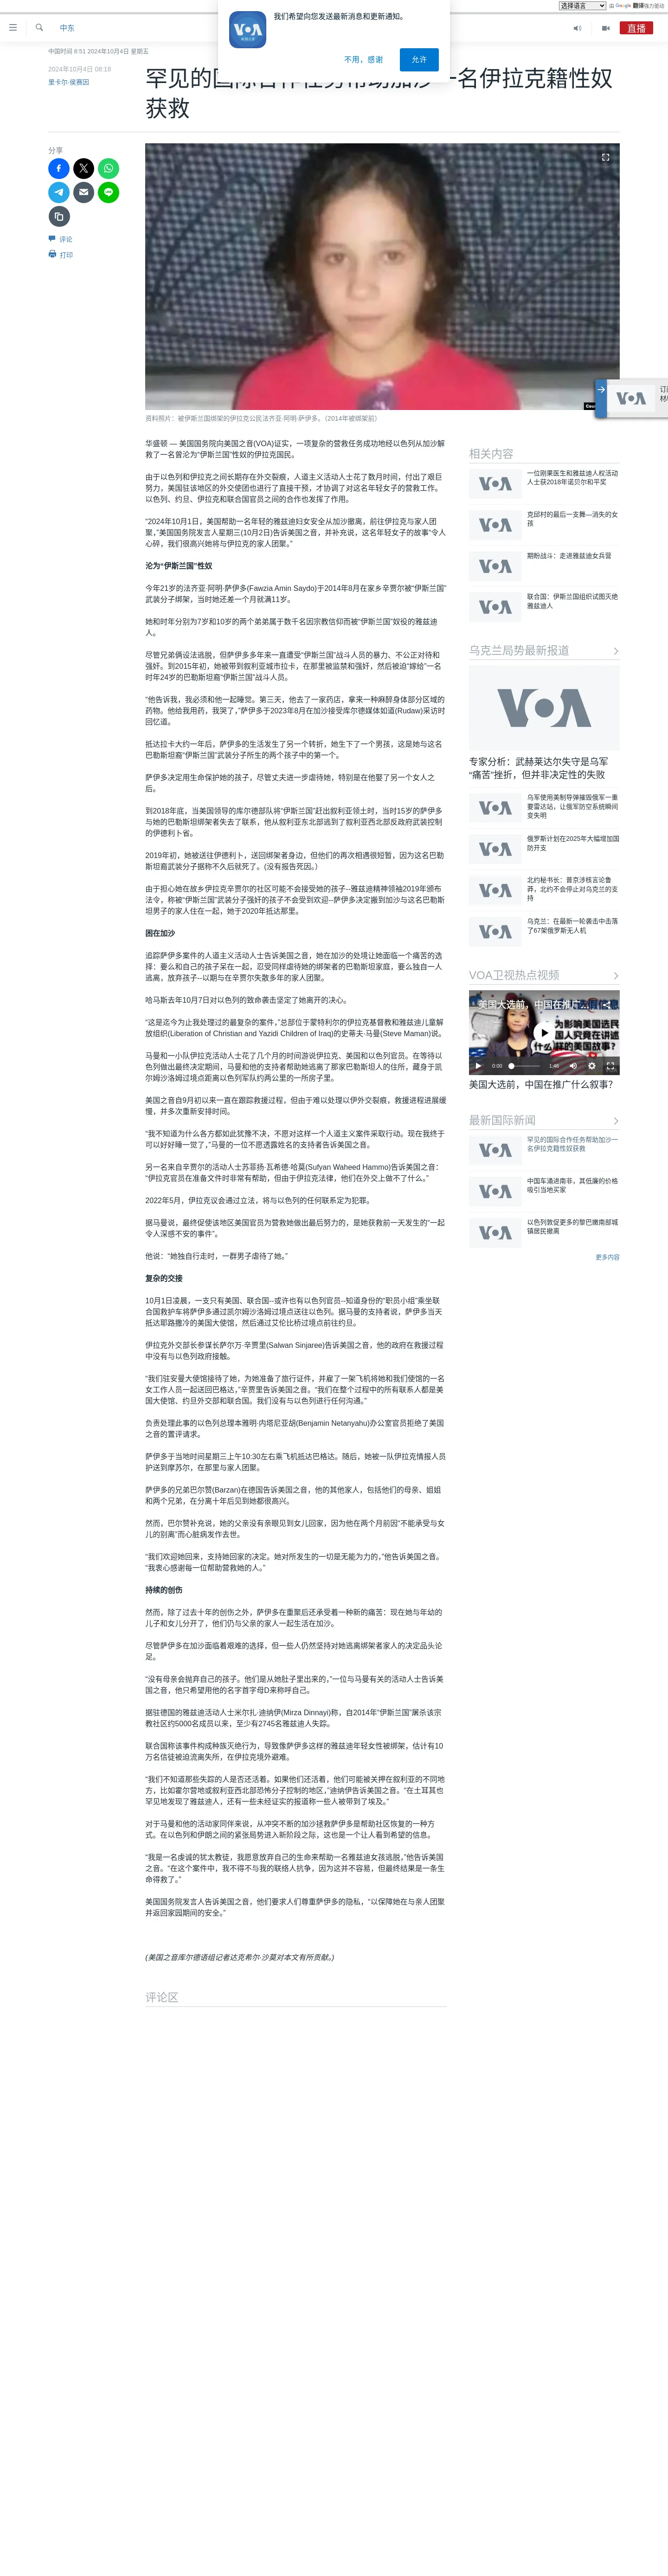 选择语言
由 Google 翻译强力驱动
我们希望向您发送最新消息和更新通知。
不用，感谢
允许
中东
直播
中国时间 8:51 2024年10月4日 星期五
2024年10月4日 08:18
里卡尔·侯赛因
罕见的国际合作任务帮助加沙一名伊拉克籍性奴
获救
分享
评论
打印
资料照片：被伊斯兰国绑架的伊拉克公民法齐亚·阿明·萨伊多。（2014年被绑架前）
华盛顿 — 美国国务院向美国之音(VOA)证实，一项复杂的营救任务成功地经以色列从加沙解
救了一名曾沦为“伊斯兰国”性奴的伊拉克国民。
由于以色列和伊拉克之间长期存在外交裂痕，人道主义活动人士花了数月时间，付出了艰巨
努力，美国驻该地区的外交使团也进行了直接干预，才协调了对这名年轻女子的营救工作。
以色列、约旦、伊拉克和联合国官员之间的合作也发挥了作用。
“2024年10月1日，美国帮助一名年轻的雅兹迪妇女安全从加沙撤离，前往伊拉克与家人团
聚，”美国国务院发言人星期三(10月2日)告诉美国之音，并补充说，这名年轻女子的故事“令人
心碎，我们很高兴她将与伊拉克的家人团聚。”
沦为“伊斯兰国”性奴
今年21岁的法齐亚·阿明·萨伊多(Fawzia Amin Saydo)于2014年8月在家乡辛贾尔被“伊斯兰国”
武装分子绑架，当时她还差一个月就满11岁。
她和时年分别为7岁和10岁的两个弟弟属于数千名因宗教信仰而被“伊斯兰国”奴役的雅兹迪
人。
尽管兄弟俩设法逃脱，但萨伊多多年来一直遭受“伊斯兰国”战斗人员的暴力、不公正对待和
强奸。到2015年初，她被带到叙利亚城市拉卡，在那里被监禁和强奸，然后被迫“嫁给”一名
时年24岁的巴勒斯坦裔“伊斯兰国”战斗人员。
“他告诉我，我必须和他一起睡觉。第三天，他去了一家药店，拿来一种麻醉身体部分区域的
药物。他给我用药，我哭了，”萨伊多于2023年8月在加沙接受库尔德媒体如道(Rudaw)采访时
回忆道。
抵达拉卡大约一年后，萨伊多的生活发生了另一个转折，她生下了一个男孩，这是她与这名
巴勒斯坦裔“伊斯兰国”武装分子所生的两个孩子中的第一个。
萨伊多决定用生命保护她的孩子，尽管丈夫进一步虐待她，特别是在他娶了另一个女人之
后。
到2018年底，当美国领导的库尔德部队将“伊斯兰国”赶出叙利亚领土时，当时15岁的萨伊多
与她的巴勒斯坦绑架者失去了联系，他从叙利亚东北部逃到了叙利亚西北部反政府武装控制
的伊德利卜省。
2019年初，她被送往伊德利卜，送回绑架者身边，但他们的再次相遇很短暂，因为这名巴勒
斯坦裔武装分子据称不久后就死了。(没有报告死因。）
由于担心她在故乡伊拉克辛贾尔的社区可能不会接受她的孩子--雅兹迪精神领袖2019年颁布
法令，称被“伊斯兰国”武装分子强奸的孩子不会受到欢迎--萨伊多决定搬到加沙与这名巴勒斯
坦男子的家人住在一起，她于2020年抵达那里。
困在加沙
追踪萨伊多案件的人道主义活动人士告诉美国之音，她在加沙的处境让她面临一个痛苦的选
择：要么和自己的孩子呆在一起，忍受同样虐待她的绑架者的巴勒斯坦家庭，要么独自一人
逃离，放弃孩子--以期与在辛贾尔失散多年的家人团聚。
哈马斯去年10月7日对以色列的致命袭击坚定了她离开的决心。
“这是迄今为止我处理过的最复杂的案件，”总部位于蒙特利尔的伊拉克基督教和雅兹迪儿童解
放组织(Liberation of Christian and Yazidi Children of Iraq)的史蒂夫·马曼(Steve Maman)说。
马曼和一小队伊拉克活动人士花了几个月的时间游说伊拉克、美国和以色列官员。在等待以
色列做出最终决定期间，马曼和他的支持者帮助她逃离了那家巴勒斯坦人的住所，藏身于凯
尔姆沙洛姆过境点距离以色列军队约两公里的一所房子里。
美国之音自9月初以来一直在跟踪救援过程，但由于难以处理以伊外交裂痕，救援进程进展缓
慢，并多次重新安排时间。
“我不知道为什么各方都如此犹豫不决，不愿对这样一个人道主义案件采取行动。现在我终于
可以好好睡一觉了，”马曼的一位不愿透露姓名的支持者告诉美国之音。
另一名来自辛贾尔的活动人士苏菲扬·瓦希德·哈莫(Sufyan Waheed Hammo)告诉美国之音：
“伊拉克官员在准备文件时非常有帮助，但由于伊拉克法律，他们在外交上做不了什么。”
2022年5月，伊拉克议会通过立法，将与以色列的任何联系定为犯罪。
据马曼说，最终促使该地区美国官员为营救她做出最后努力的，是她获救前一天发生的“一起
令人深感不安的事件”。
他说：“她独自行走时，一群男子虐待了她。”
复杂的交接
10月1日凌晨，一支只有美国、联合国--或许也有以色列官员--知道身份的“职员小组”乘坐联
合国救护车将萨伊多通过凯尔姆沙洛姆过境点送往以色列。据马曼的支持者说，萨伊多当天
抵达耶路撒冷的美国大使馆，然后通过艾伦比桥过境点前往约旦。
伊拉克外交部长参谋长萨尔万·辛贾里(Salwan Sinjaree)告诉美国之音，他的政府在救援过程
中没有与以色列政府接触。
“我们驻安曼大使馆接待了她，为她准备了旅行证件，并雇了一架飞机将她和我们使馆的一名
女工作人员一起送回巴格达，”辛贾里告诉美国之音。“我们在整个过程中的所有联系人都是美
国大使馆、约旦外交部和联合国。我们没有与以色列进行任何沟通。”
负责处理此事的以色列总理本雅明·内塔尼亚胡(Benjamin Netanyahu)办公室官员拒绝了美国
之音的置评请求。
萨伊多于当地时间星期三上午10:30左右乘飞机抵达巴格达。随后，她被一队伊拉克情报人员
护送到摩苏尔，在那里与家人团聚。
萨伊多的兄弟巴尔赞(Barzan)在德国告诉美国之音，他的其他家人，包括他们的母亲、姐姐
和两个兄弟，在分离十年后见到她都很高兴。
然而，巴尔赞补充说，她的父亲没有亲眼见到女儿回家，因为他在两个月前因“不能承受与女
儿的别离”而心脏病发作去世。
“我们欢迎她回来，支持她回家的决定。她对所发生的一切是无能为力的，”他告诉美国之音。
“我衷心感谢每一位帮助营救她的人。”
持续的创伤
然而，除了过去十年的创伤之外，萨伊多在重聚后还承受着一种新的痛苦：现在她与年幼的
儿子和女儿分开了，他们仍与父亲的家人一起生活在加沙。
尽管萨伊多在加沙面临着艰难的选择，但一些人仍然坚持对她逃离绑架者家人的决定品头论
足。
“没有母亲会抛弃自己的孩子。他们是从她肚子里出来的，”一位与马曼有关的活动人士告诉美
国之音，他只希望用他的名字首字母D来称呼自己。
据驻德国的雅兹迪活动人士米尔扎·迪纳伊(Mirza Dinnayi)称，自2014年“伊斯兰国”屠杀该宗
教社区约5000名成员以来，至少有2745名雅兹迪人失踪。
联合国称该事件构成种族灭绝行为，导致像萨伊多这样的雅兹迪年轻女性被绑架，估计有10
万名信徒被迫流离失所，在伊拉克境外避难。
“我们不知道那些失踪的人是否还活着。如果他们还活着，他们可能被关押在叙利亚的不同地
方，比如霍尔营地或叙利亚西北部恐怖分子控制的地区，”迪纳伊告诉美国之音。“在土耳其也
罕见地发现了雅兹迪人，还有一些未经证实的报道称一些人被带到了埃及。”
对于马曼和他的活动家同伴来说，从冲突不断的加沙拯救萨伊多是帮助社区恢复的一种方
式。在以色列和伊朗之间的紧张局势进入新阶段之际，这也是一个让人看到希望的信息。
“我是一名虔诚的犹太教徒，我愿意放弃自己的生命来帮助一名雅兹迪女孩逃脱，”他告诉美国
之音。“在这个案件中，我不得不与我的联络人抗争，因为这并不容易，但最终结果是一条生
命得救了。”
美国国务院发言人告诉美国之音，他们要求人们尊重萨伊多的隐私，“以保障她在与亲人团聚
并返回家园期间的安全。”
(美国之音库尔德语组记者达克希尔·沙莫对本文有所贡献。)
评论区
相关内容
一位刚果医生和雅兹迪人权活动
人士获2018年诺贝尔和平奖
克邱村的最后一支舞—消失的女
孩
期盼战斗：走进雅兹迪女兵营
联合国：伊斯兰国组织试图灭绝
雅兹迪人
乌克兰局势最新报道
VOA
专家分析：武赫莱达尔失守是乌军
“痛苦”挫折，但并非决定性的失败
乌军使用美制导弹摧毁俄军一重
要雷达站，让俄军防空系统瞬间
变失明
俄罗斯计划在2025年大幅增加国
防开支
北约秘书长：普京涉核言论鲁
莽，北约不会停止对乌克兰的支
持
乌克兰：在最新一轮袭击中击落
了67架俄罗斯无人机
VOA卫视热点视频
美国大选前，中国在推广...
0:00
1:46
美国大选前，中国在推广什么叙事?
最新国际新闻
罕见的国际合作任务帮助加沙一
名伊拉克籍性奴获救
中国车涌进南非，其低廉的价格
吸引当地买家
以色列敦促更多的黎巴嫩南部城
镇居民撤离
更多内容